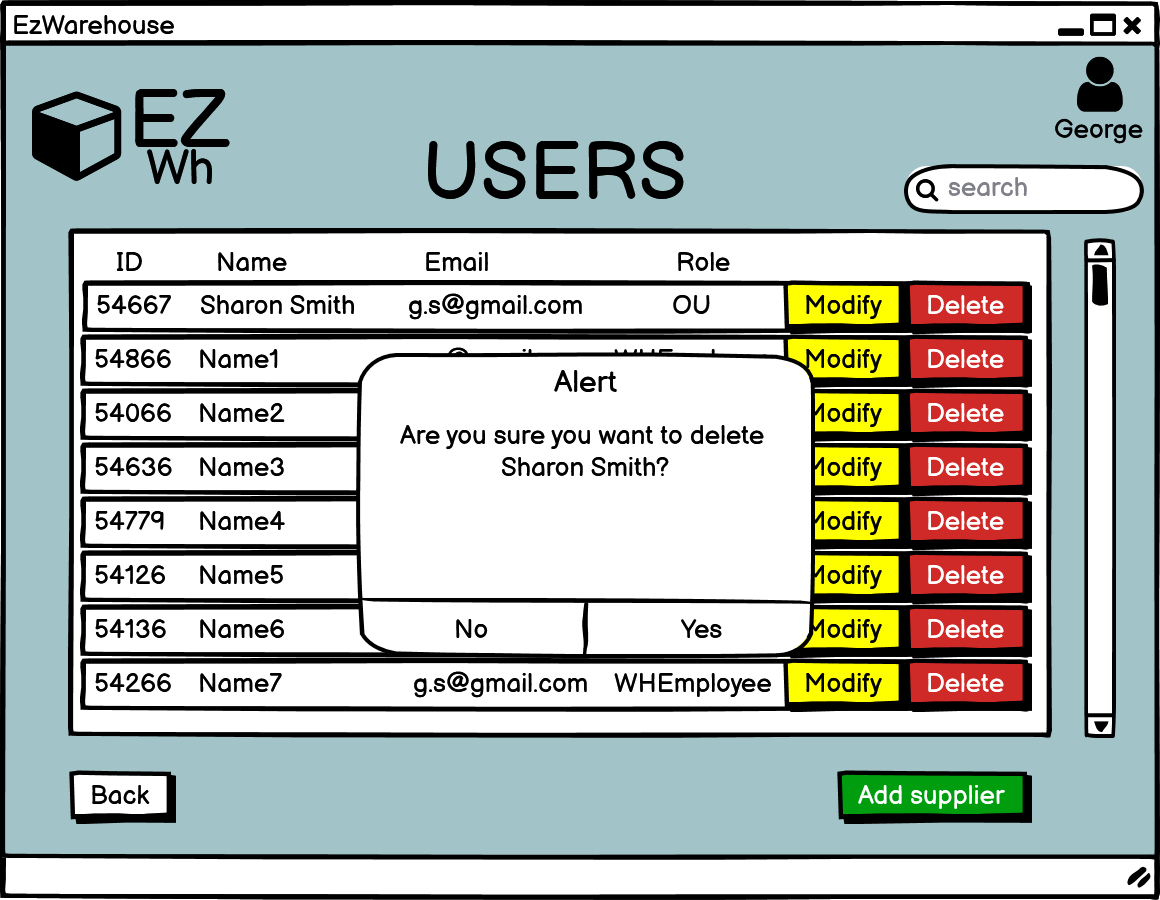 EzWarehouse
George
EZ
Wh
USERS
search
ID Name Email Role
54667 Sharon Smith g.s@gmail.com OU Modify Delete
54866 Name1 Modify Delete
54066 Name2 Modify Delete
54636 Name3 Modify Delete
54779 Name4 Modify Delete
54126 Name5 Modify Delete
54136 Name6 Modify Delete
54266 Name7 g.s@gmail.com WHEmployee Modify Delete
Alert
Are you sure you want to delete
Sharon Smith?
No Yes
Back Add supplier